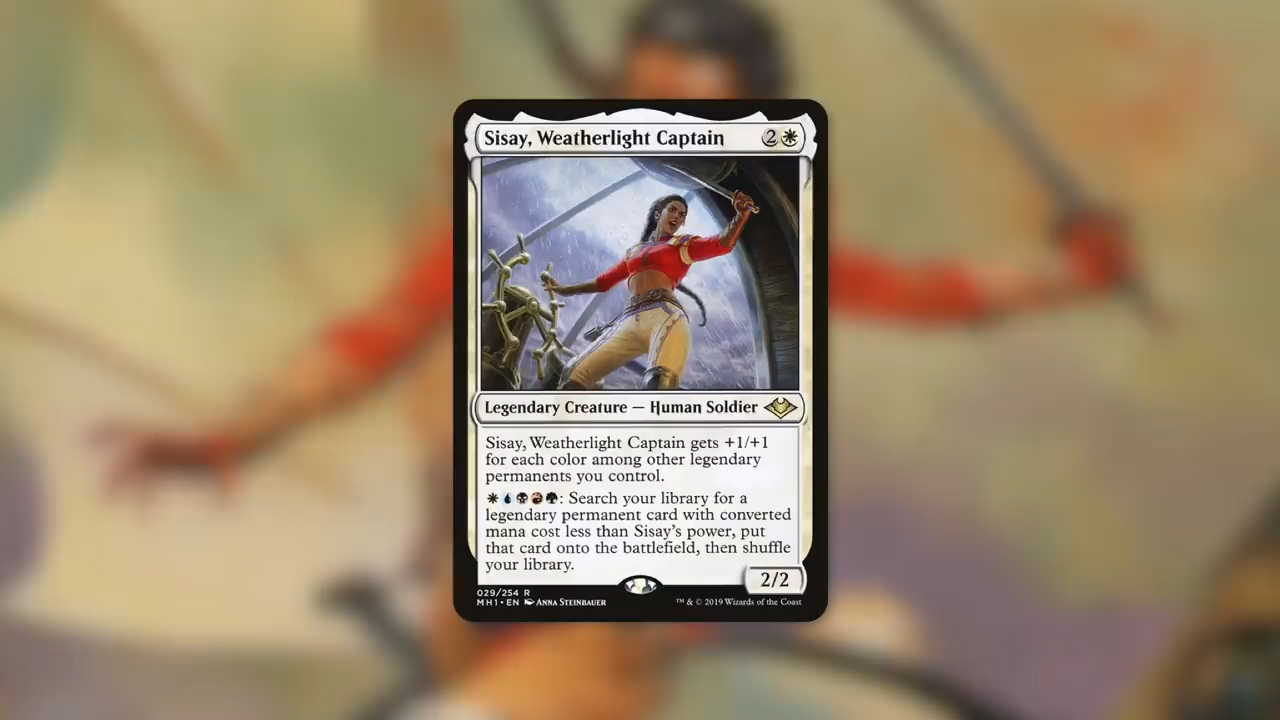 Sisay, Weatherlight Captain 2
Legendary Creature — Human Soldier
Sisay, Weatherlight Captain gets +1/+1
for each color among other legendary
permanents you control.
: Search your library for a
legendary permanent card with converted
mana cost less than Sisay's power, put
that card onto the battlefield, then shuffle
your library.
2/2
029/254 R
MH1 • EN Anna Steinbauer
™ & © 2019 Wizards of the Coast